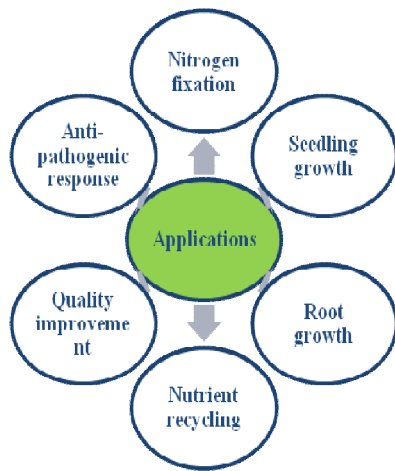 Nitrogen
fixation
Anti-
pathogenic
response
Seedling
growth
Applications
Quality
improveme
nt
Root
growth
Nutrient
recycling